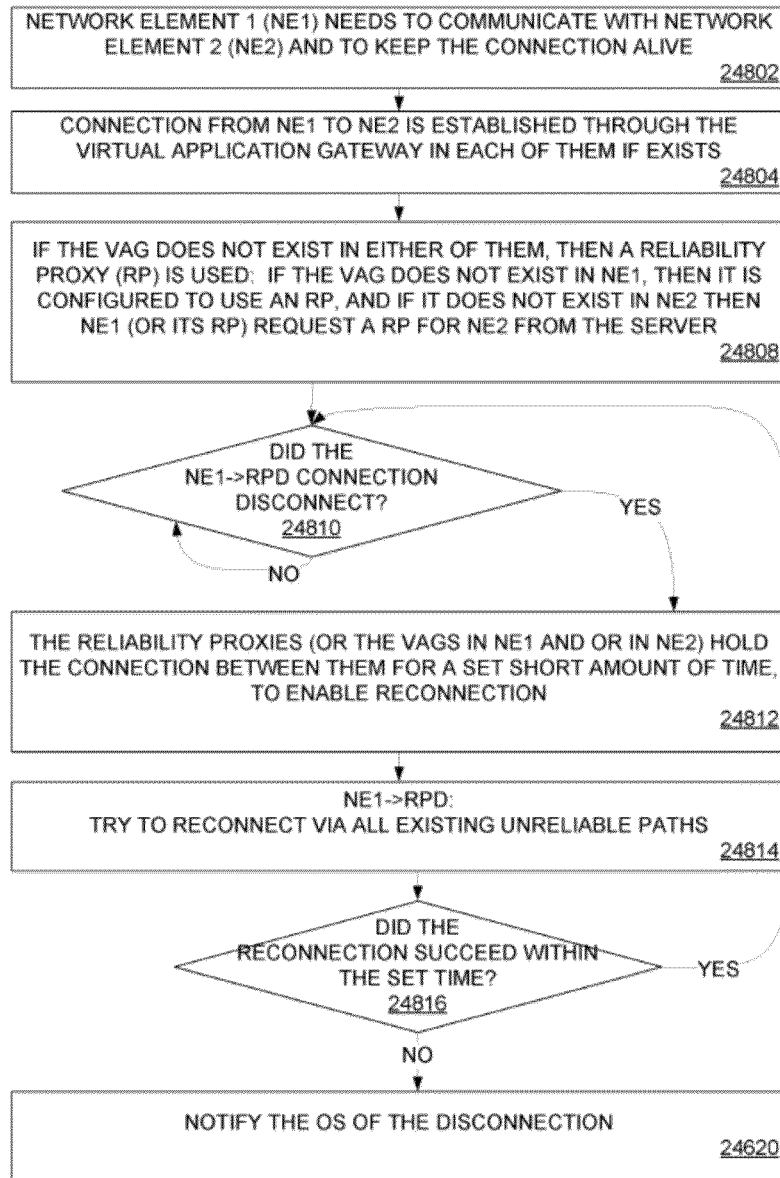 NETWORK ELEMENT 1 (NE1) NEEDS TO COMMUNICATE WITH NETWORK
ELEMENT 2 (NE2) AND TO KEEP THE CONNECTION ALIVE
24802
CONNECTION FROM NE1 TO NE2 IS ESTABLISHED THROUGH THE
VIRTUAL APPLICATION GATEWAY IN EACH OF THEM IF EXISTS
24804
IF THE VAG DOES NOT EXIST IN EITHER OF THEM, THEN A RELIABILITY
PROXY (RP) IS USED: IF THE VAG DOES NOT EXIST IN NE1, THEN IT IS
CONFIGURED TO USE AN RP, AND IF IT DOES NOT EXIST IN NE2 THEN
NE1 (OR ITS RP) REQUEST A RP FOR NE2 FROM THE SERVER
24808
DID THE
NE1->RPD CONNECTION
DISCONNECT?
24810
YES
NO
THE RELIABILITY PROXIES (OR THE VAGS IN NE1 AND OR IN NE2) HOLD
THE CONNECTION BETWEEN THEM FOR A SET SHORT AMOUNT OF TIME,
TO ENABLE RECONNECTION
24812
NE1->RPD:
TRY TO RECONNECT VIA ALL EXISTING UNRELIABLE PATHS
24814
DID THE
RECONNECTION SUCCEED WITHIN
THE SET TIME?
24816
YES
NO
NOTIFY THE OS OF THE DISCONNECTION
24620